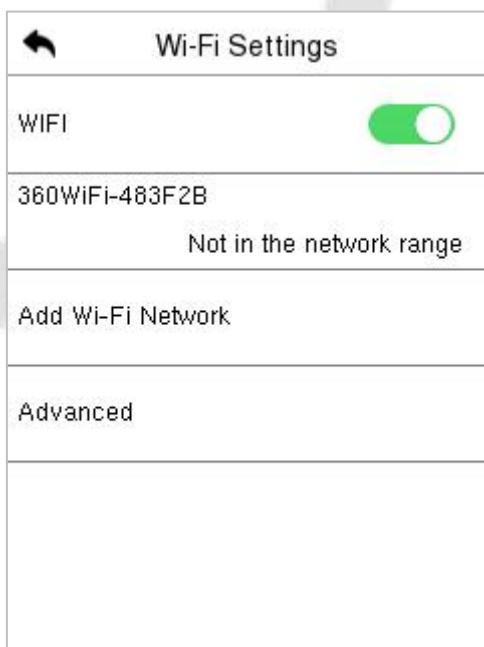 Wi-Fi Settings
WIFI
360WiFi-483F2B
Not in the network range
Add Wi-Fi Network
Advanced